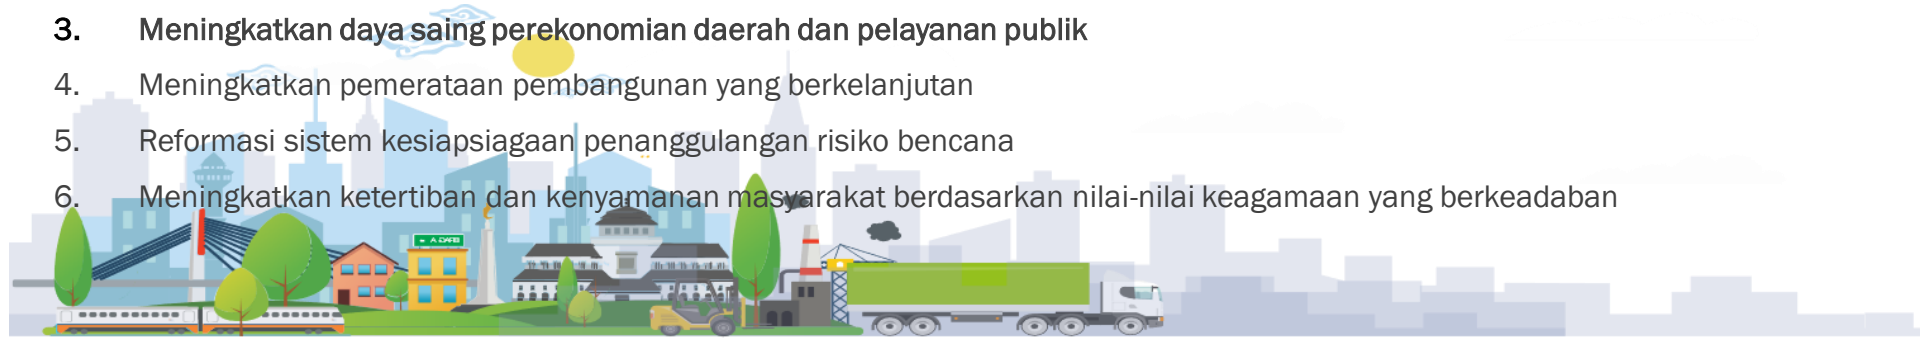 3. Meningkatkan daya saing perekonomian daerah dan pelayanan publik
4. Meningkatkan pemerataan pembangunan yang berkelanjutan
5. Reformasi sistem kesiapsiagaan penanggulangan risiko bencana
6. Meningkatkan ketertiban dan kenyamanan masyarakat berdasarkan nilai-nilai keagamaan yang berkeadaban